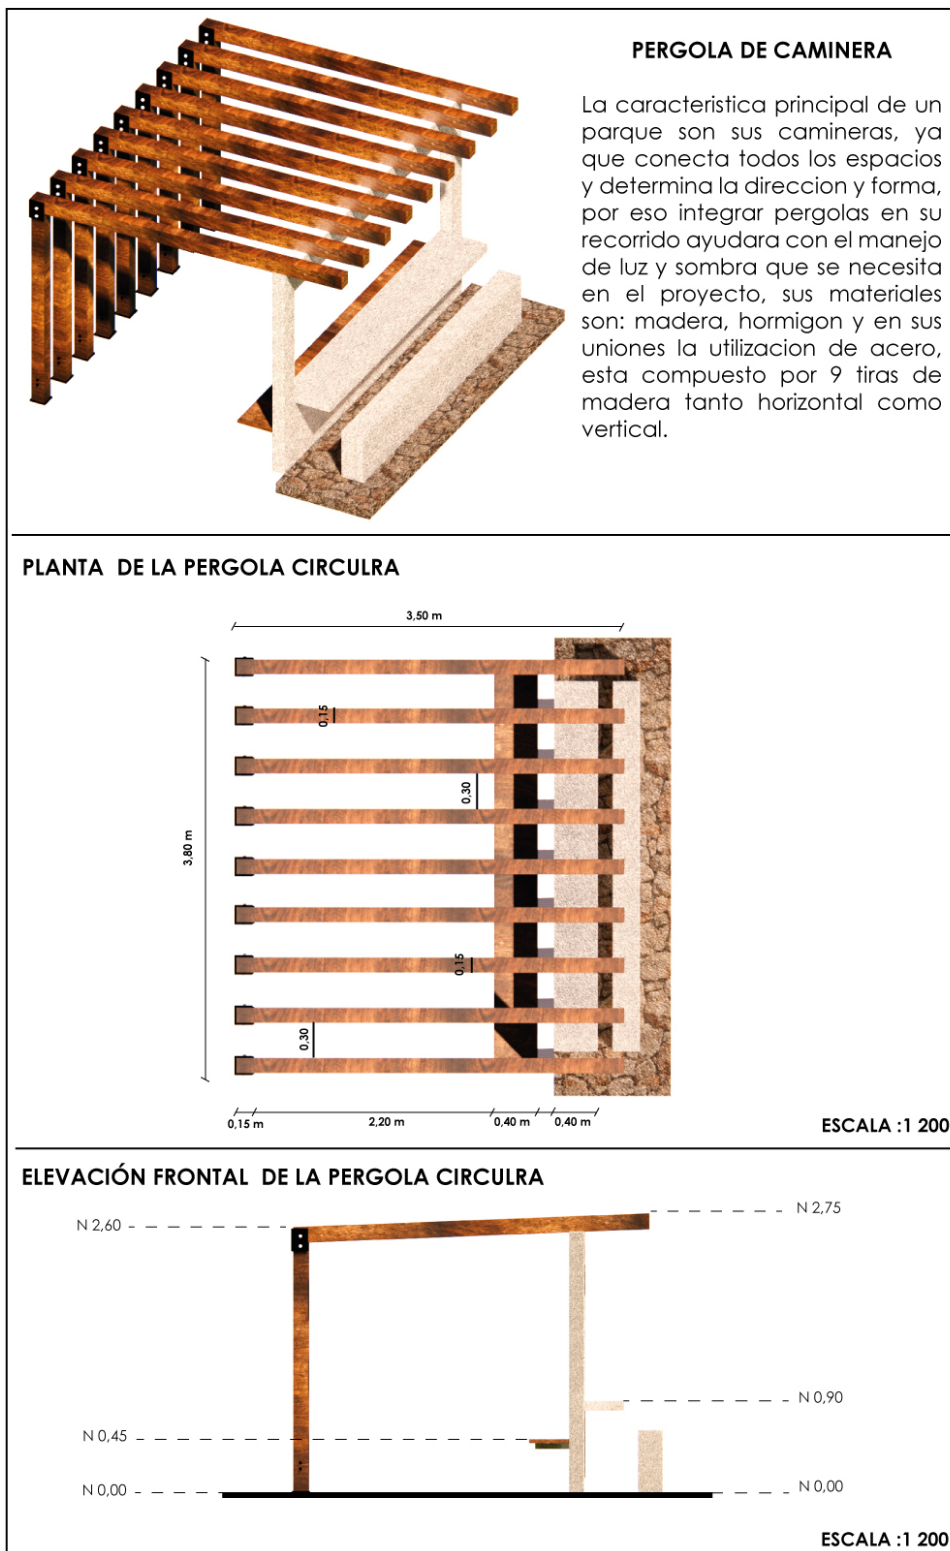 PERGOLA DE CAMINERA
La caracteristica principal de un
parque son sus camineras, ya
que conecta todos los espacios
y determina la direccion y forma,
por eso integrar pergolas en su
recorrido ayudara con el manejo
de luz y sombra que se necesita
en el proyecto, sus materiales
son: madera, hormigon y en sus
uniones la utilizacion de acero,
esta compuesto por 9 tiras de
madera tanto horizontal como
vertical.
PLANTA DE LA PERGOLA CIRCULRA
3,50 m
0,15
0,30
3,80 m
0,15
0,30
0,15 m
2,20 m
0,40 m
0,40 m
ESCALA :1 200
ELEVACIÓN FRONTAL DE LA PERGOLA CIRCULRA
N 2,60
N 2,75
N 0,90
N 0,45
N 0,00
N 0,00
ESCALA :1 200